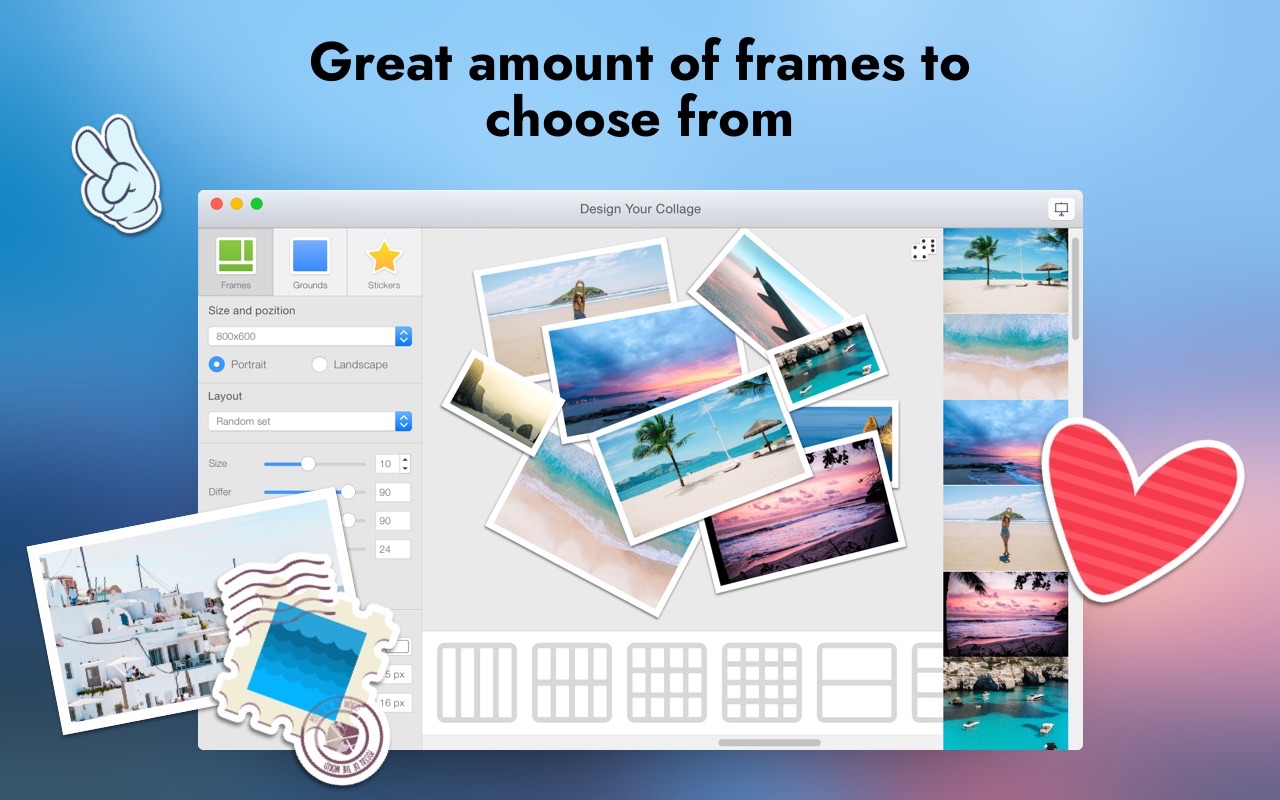 Great amount of frames to
choose from
Design Your Collage
Frames
Grounds
Stickers
Size and pozition
800x600
Portrait
Landscape
Layout
Random set
Size
10
Differ
90
90
24
5 px
16 px